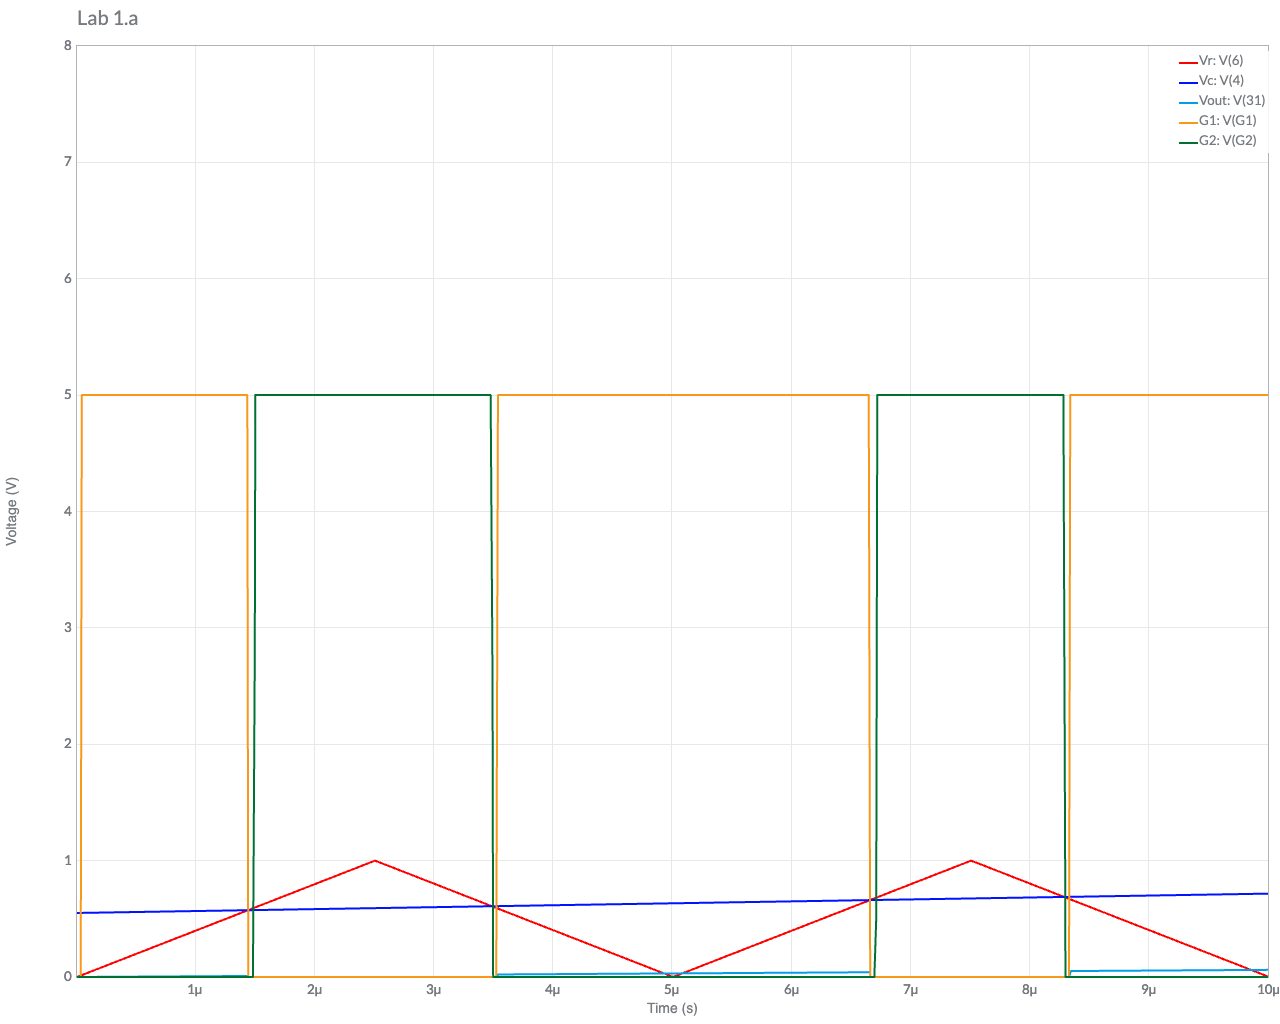 Lab 1.a
Vr: V(6)
Vc: V(4)
Vout: V(31)
G1: V(G1)
G2: V(G2)
8
7
6
5
4
3
2
1
0
Voltage (V)
1µ 2µ 3µ 4µ 5µ 6µ 7µ 8µ 9µ 10µ
Time (s)